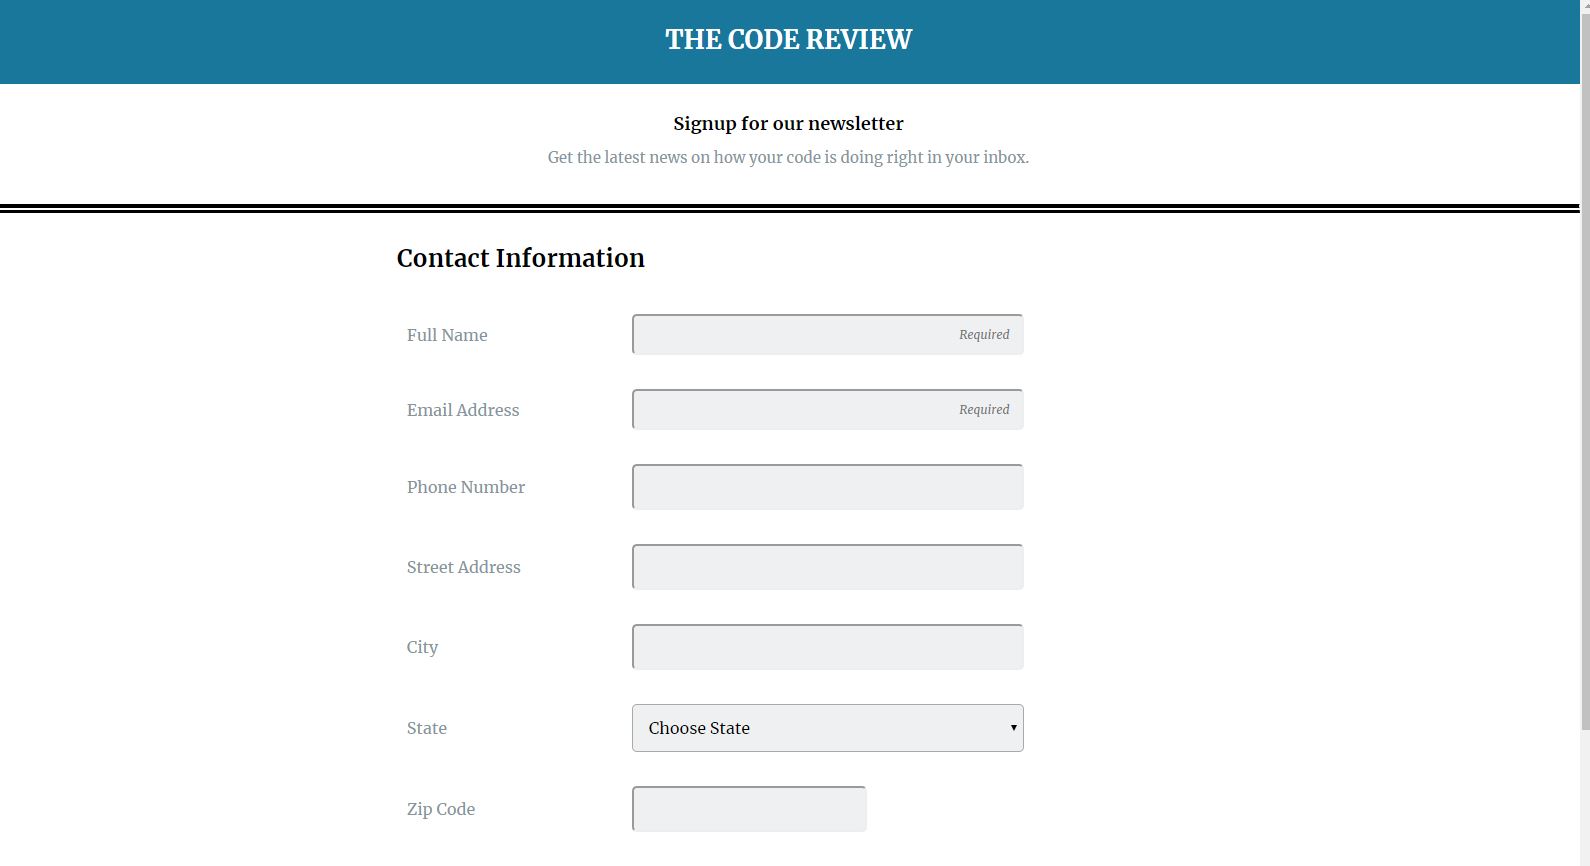 THE CODE REVIEW
Signup for our newsletter
Get the latest news on how your code is doing right in your inbox.
Contact Information
Full Name
Required
Email Address
Required
Phone Number
Street Address
City
State
Choose State
Zip Code